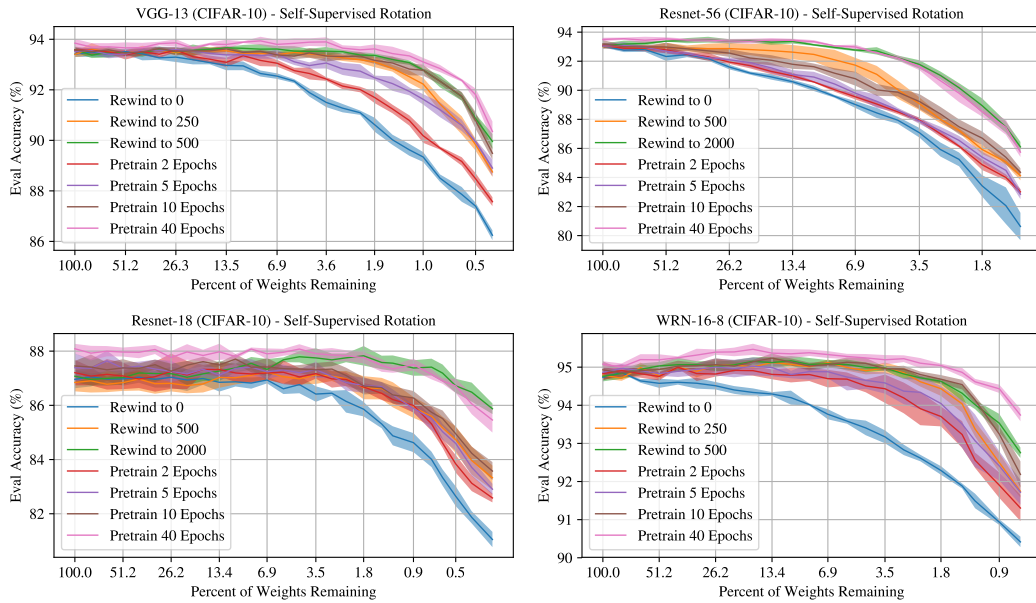 VGG-13 (CIFAR-10) - Self-Supervised Rotation
94
92
90
88
86
Eval Accuracy (%)
Rewind to 0
Rewind to 250
Rewind to 500
Pretrain 2 Epochs
Pretrain 5 Epochs
Pretrain 10 Epochs
Pretrain 40 Epochs
100.0 51.2 26.3 13.5 6.9 3.6 1.9 1.0 0.5
Percent of Weights Remaining
Resnet-56 (CIFAR-10) - Self-Supervised Rotation
94
92
90
88
86
84
82
80
Eval Accuracy (%)
Rewind to 0
Rewind to 500
Rewind to 2000
Pretrain 2 Epochs
Pretrain 5 Epochs
Pretrain 10 Epochs
Pretrain 40 Epochs
100.0 51.2 26.2 13.4 6.9 3.5 1.8
Percent of Weights Remaining
Resnet-18 (CIFAR-10) - Self-Supervised Rotation
88
86
84
82
Eval Accuracy (%)
Rewind to 0
Rewind to 500
Rewind to 2000
Pretrain 2 Epochs
Pretrain 5 Epochs
Pretrain 10 Epochs
Pretrain 40 Epochs
100.0 51.2 26.2 13.4 6.9 3.5 1.8 0.9 0.5
Percent of Weights Remaining
WRN-16-8 (CIFAR-10) - Self-Supervised Rotation
95
94
93
92
91
90
Eval Accuracy (%)
Rewind to 0
Rewind to 250
Rewind to 500
Pretrain 2 Epochs
Pretrain 5 Epochs
Pretrain 10 Epochs
Pretrain 40 Epochs
100.0 51.2 26.2 13.4 6.9 3.5 1.8 0.9
Percent of Weights Remaining